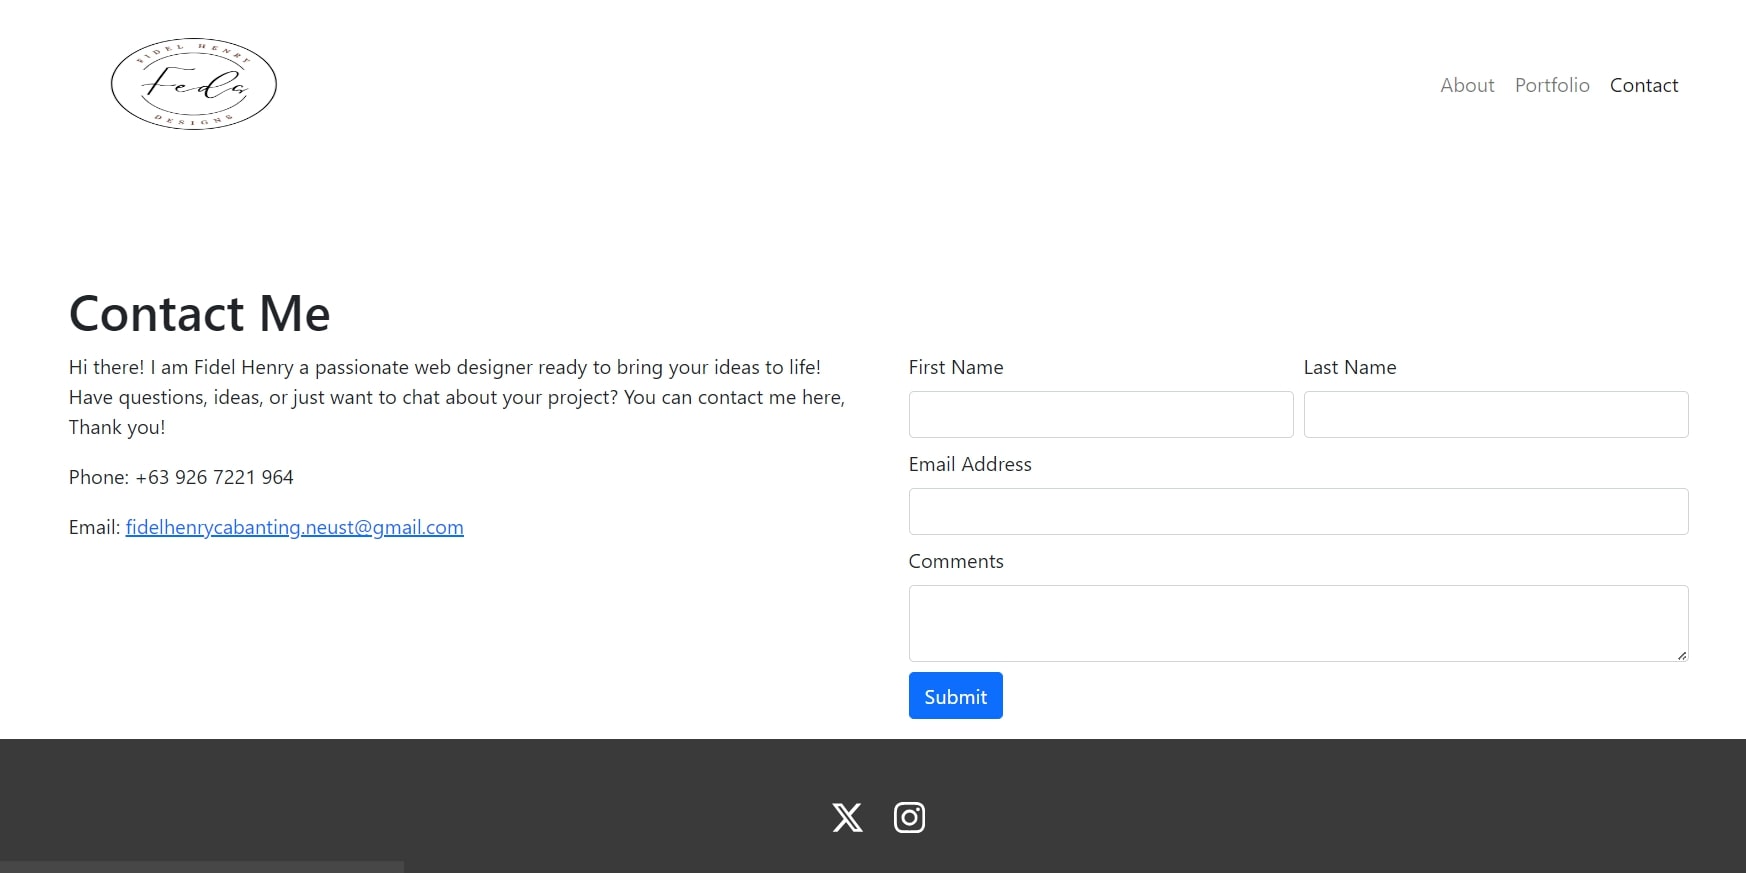 FIDEL HENRY
Feds
DESIGNS
About Portfolio Contact
Contact Me
Hi there! I am Fidel Henry a passionate web designer ready to bring your ideas to life!
Have questions, ideas, or just want to chat about your project? You can contact me here,
Thank you!
Phone: +63 926 7221 964
Email: fidelhenrycabanting.neust@gmail.com
First Name Last Name
Email Address
Comments
Submit